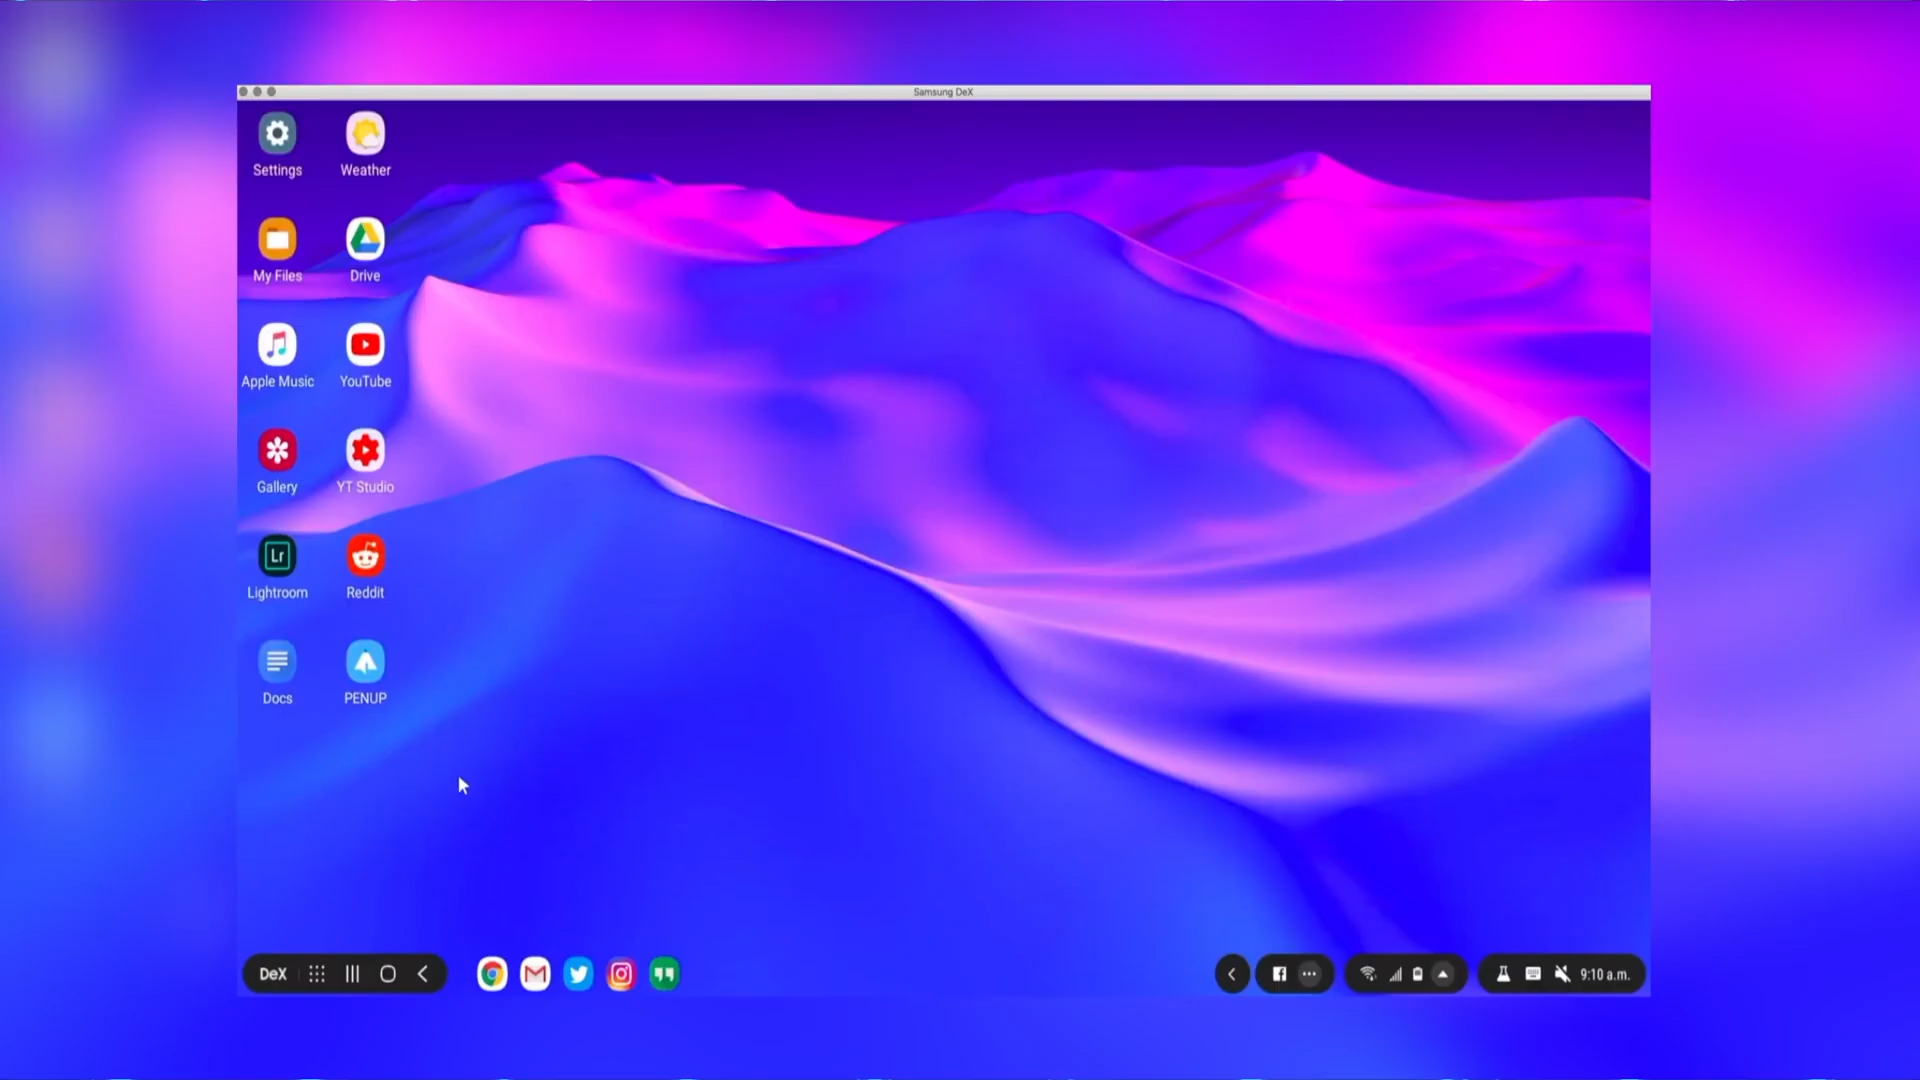 Samsung DeX
Settings
Weather
My Files
Drive
Apple Music
YouTube
Gallery
YT Studio
Lr
Lightroom
Reddit
Docs
PENUP
DeX
9:10 a.m.